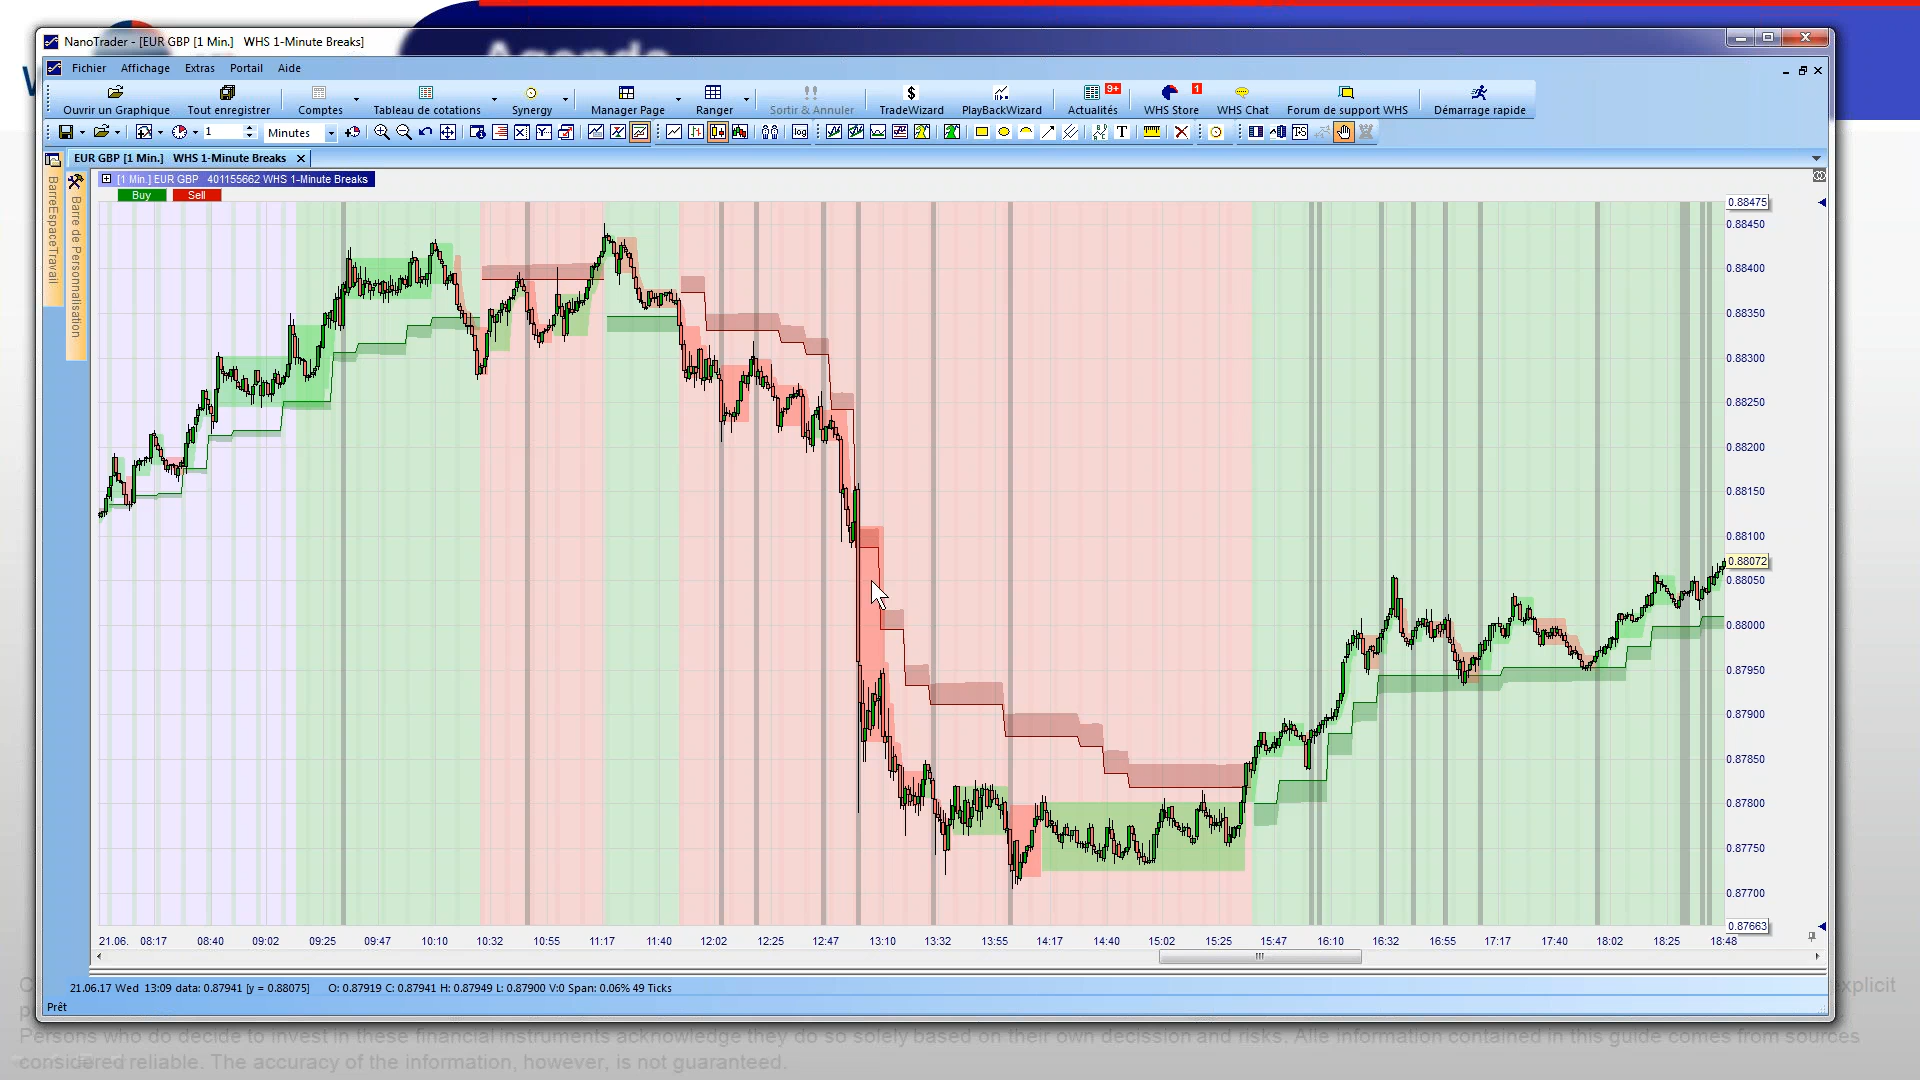 Agenda
NanoTrader - [EUR GBP [1 Min.]   WHS 1-Minute Breaks]
Fichier Affichage Extras Portail Aide
Ouvrir un Graphique Tout enregistrer Comptes Tableau de cotations Synergy Manager Page Ranger Sortir & Annuler $ TradeWizard PlayBackWizard 9+ Actualités 1 WHS Store WHS Chat Forum de support WHS Démarrage rapide
1 Minutes log T
EUR GBP [1 Min.]   WHS 1-Minute Breaks
BarreEspaceTravail
Barre de Personnalisation
[1 Min.] EUR GBP   401155662 WHS 1-Minute Breaks
Buy Sell
0.88475
0.88450
0.88400
0.88350
0.88300
0.88250
0.88200
0.88150
0.88100
0.88072
0.88050
0.88000
0.87950
0.87900
0.87850
0.87800
0.87750
0.87700
0.87663
21.06. 08:17 08:40 09:02 09:25 09:47 10:10 10:32 10:55 11:17 11:40 12:02 12:25 12:47 13:10 13:32 13:55 14:17 14:40 15:02 15:25 15:47 16:10 16:32 16:55 17:17 17:40 18:02 18:25 18:48
21.06.17 Wed  13:09 data: 0.87941 [y = 0.88075]   O: 0.87919 C: 0.87941 H: 0.87949 L: 0.87900 V:0 Span: 0.06% 49 Ticks
Prêt
explicit
Persons who do decide to invest in these financial instruments acknowledge they do so solely based on their own decission and risks. Alle information contained in this guide comes from sources
considered reliable. The accuracy of the information, however, is not guaranteed.